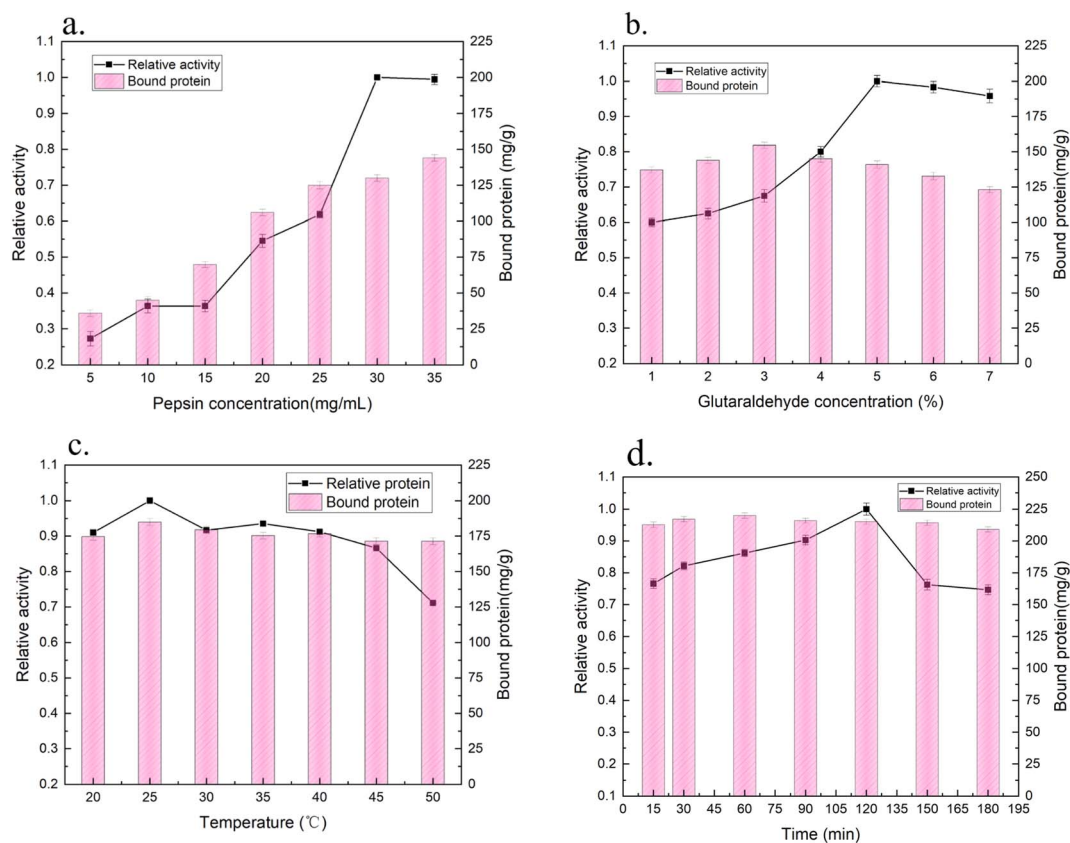 a.
Relative activity
Bound protein
1.1
1.0
0.9
0.8
0.7
0.6
0.5
0.4
0.3
0.2
Relative activity
225
200
175
150
125
100
75
50
25
0
Bound protein (mg/g)
5 10 15 20 25 30 35
Pepsin concentration(mg/mL)
b.
Relative activity
Bound protein
1.1
1.0
0.9
0.8
0.7
0.6
0.5
0.4
0.3
0.2
Relative activity
225
200
175
150
125
100
75
50
25
0
Bound protein (mg/g)
1 2 3 4 5 6 7
Glutaraldehyde concentration (%)
c.
Relative protein
Bound protein
1.1
1.0
0.9
0.8
0.7
0.6
0.5
0.4
0.3
0.2
Relative activity
225
200
175
150
125
100
75
50
25
0
Bound protein(mg/g)
20 25 30 35 40 45 50
Temperature (℃)
d.
Relative activity
Bound protein
1.1
1.0
0.9
0.8
0.7
0.6
0.5
0.4
0.3
0.2
0.1
Relative activity
250
225
200
175
150
125
100
75
50
25
0
Bound protein(mg/g)
0 15 30 45 60 75 90 105 120 135 150 165 180 195
Time (min)